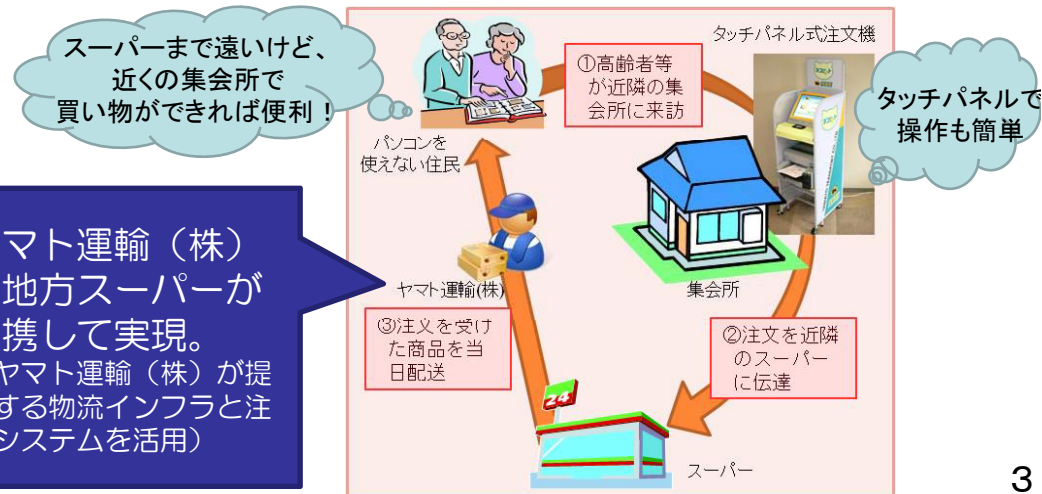 スーパーまで遠いけど、
近くの集会所で
買い物ができれば便利！
タッチパネル式注文機
①高齢者等
が近隣の集
会所に来訪
タッチパネルで
操作も簡単
パソコンを
使えない住民
マト運輸（株）
地方スーパーが
携して実現。
ヤマト運輸（株）が提
する物流インフラと注
システムを活用）
ヤマト運輸(株)
集会所
③注文を受け
た商品を当
日配送
②注文を近隣
のスーパー
に伝達
24
スーパー
3